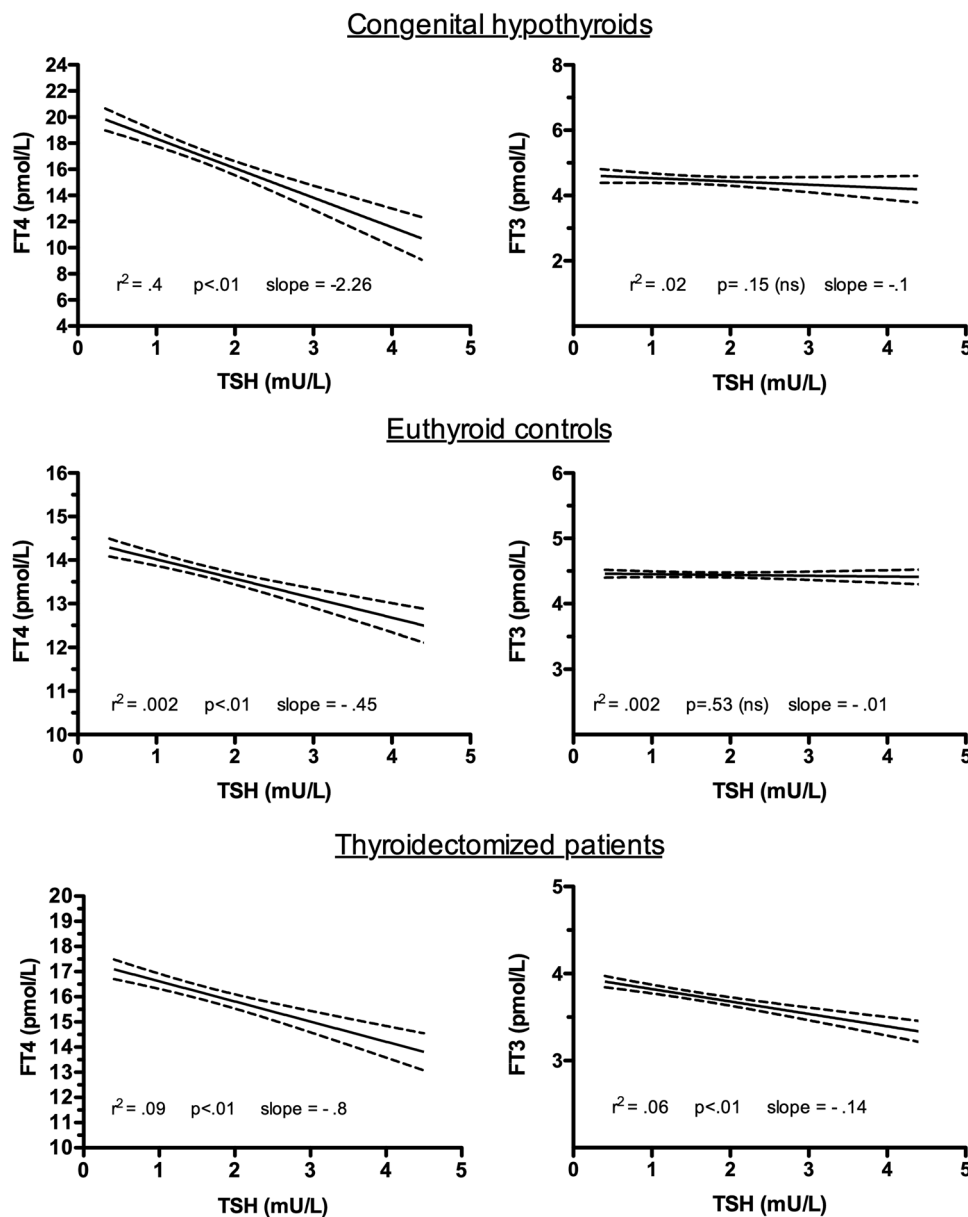 Congenital hypothyroids
24
22
20
18
16
14
12
10
8
6
4
FT4 (pmol/L)
r2 = .4 p<.01 slope = -2.26
0 1 2 3 4 5
TSH (mU/L)
8
6
4
2
FT3 (pmol/L)
r2 = .02 p= .15 (ns) slope = -.1
0 1 2 3 4 5
TSH (mU/L)
Euthyroid controls
16
15
14
13
12
11
10
FT4 (pmol/L)
r2 = .002 p<.01 slope = - .45
0 1 2 3 4 5
TSH (mU/L)
6
5
4
3
FT3 (pmol/L)
r2 = .002 p=.53 (ns) slope = - .01
0 1 2 3 4 5
TSH (mU/L)
Thyroidectomized patients
20
19
18
17
16
15
14
13
12
11
10
FT4 (pmol/L)
r2 = .09 p<.01 slope = - .8
0 1 2 3 4 5
TSH (mU/L)
5
4
3
FT3 (pmol/L)
r2 = .06 p<.01 slope = - .14
0 1 2 3 4 5
TSH (mU/L)